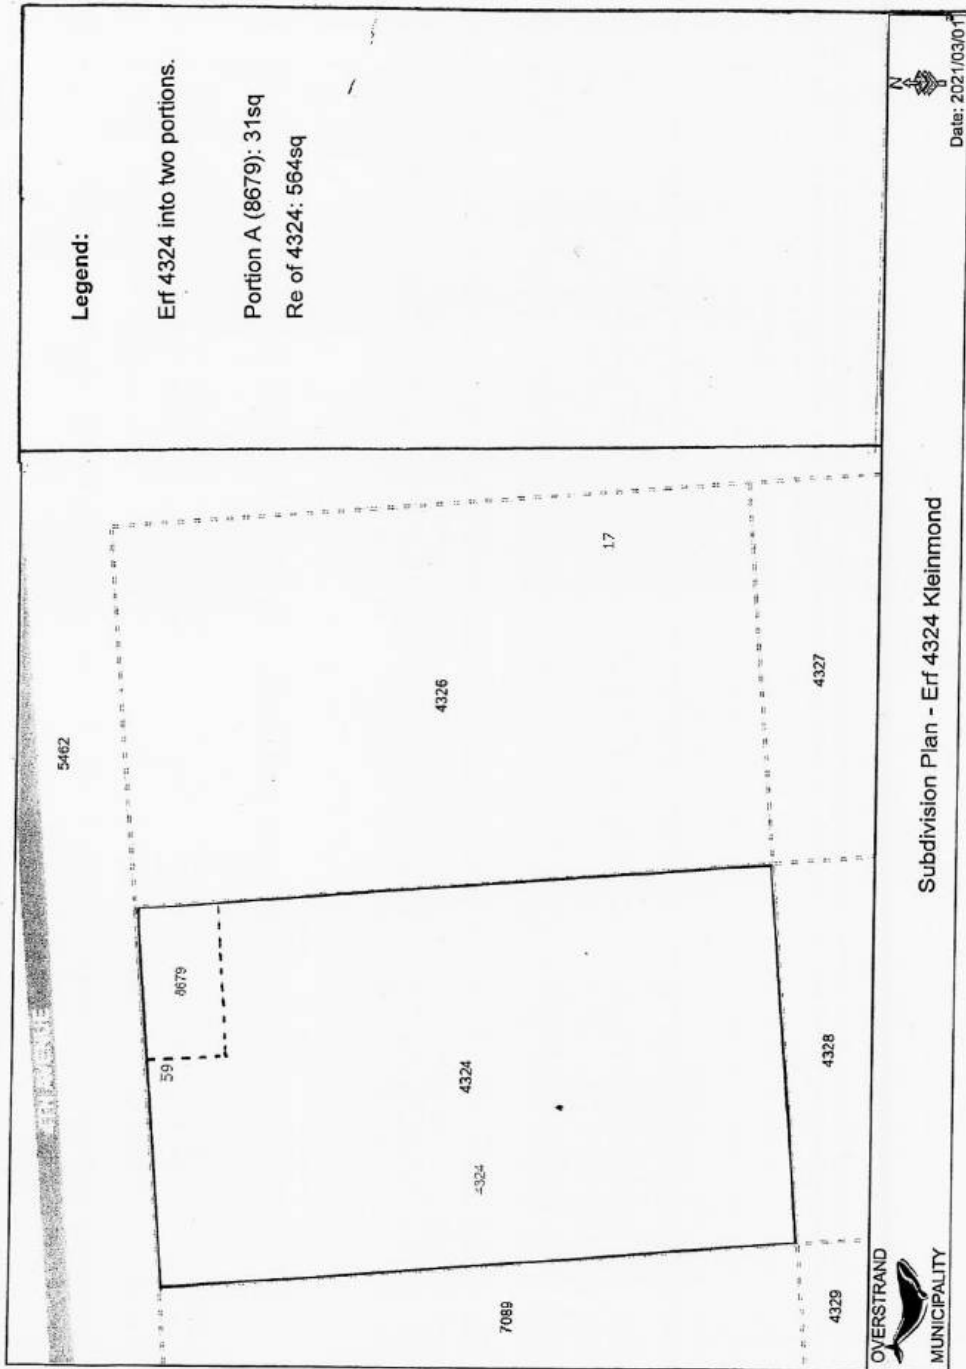 5462
59
8679
4326
17
4324
4324
7089
4329
4328
4327
Legend:
Erf 4324 into two portions.
Portion A (8679): 31sq
Re of 4324: 564sq
OVERSTRAND
MUNICIPALITY
Subdivision Plan - Erf 4324 Kleinmond
N
Date: 2021/03/01